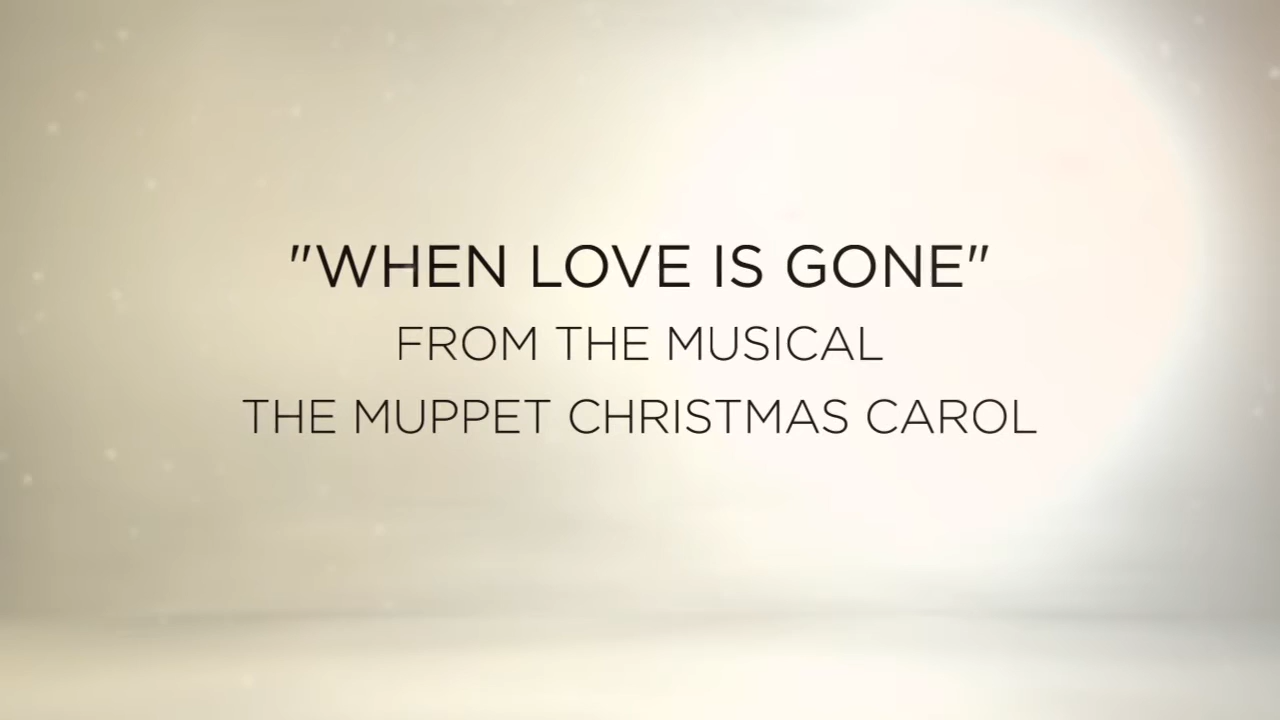 "WHEN LOVE IS GONE"
FROM THE MUSICAL
THE MUPPET CHRISTMAS CAROL